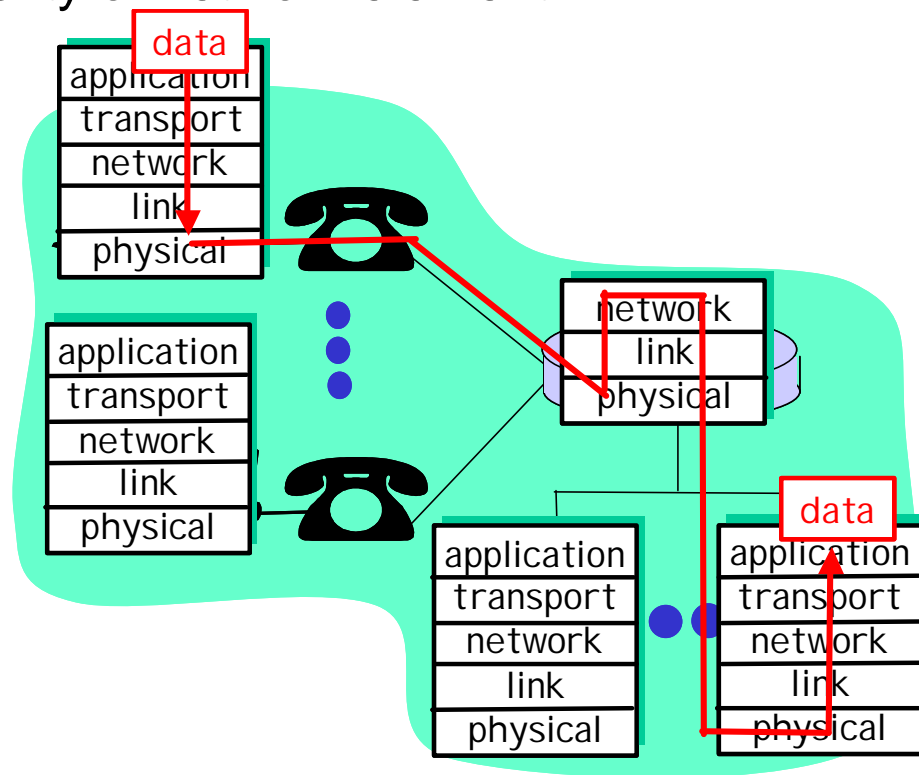 data
application
transport
network
link
physical
application
transport
network
link
physical
network
link
physical
application
transport
network
link
physical
data
application
transport
network
link
physical